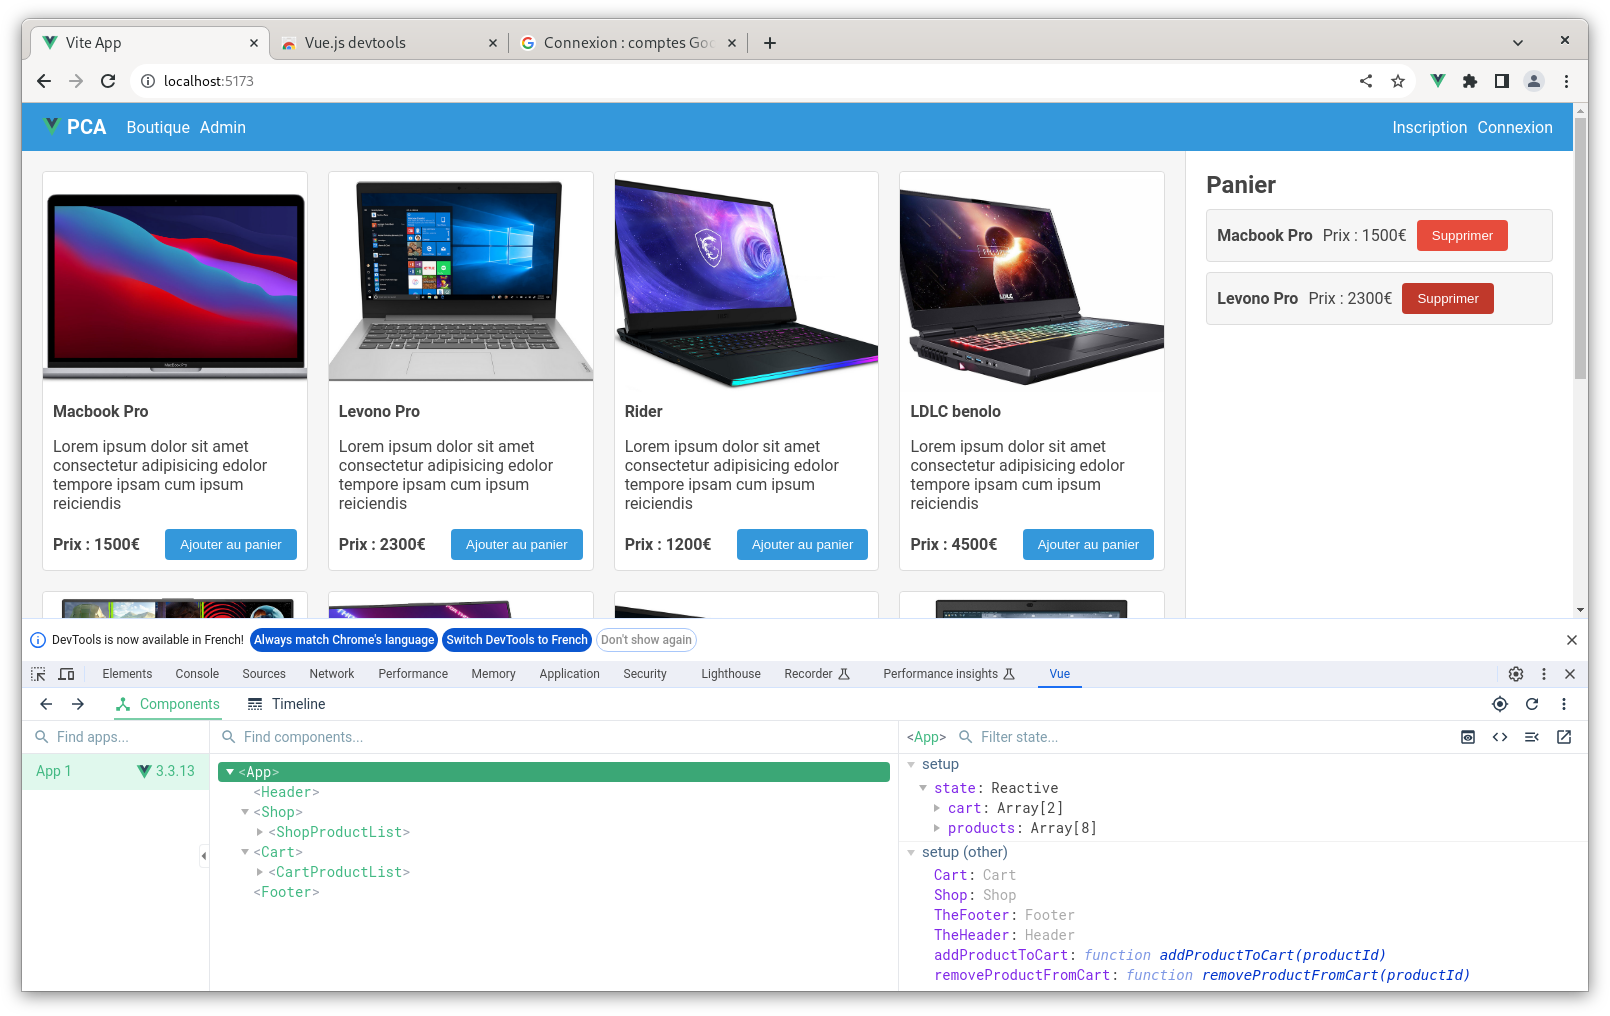 Vite App
Vue.js devtools
Connexion : comptes Goo
localhost:5173
PCA Boutique Admin
Inscription Connexion
Macbook Pro
Lorem ipsum dolor sit amet
consectetur adipisicing edolor
tempore ipsam cum ipsum
reiciendis
Prix : 1500€ Ajouter au panier
Levono Pro
Lorem ipsum dolor sit amet
consectetur adipisicing edolor
tempore ipsam cum ipsum
reiciendis
Prix : 2300€ Ajouter au panier
Rider
Lorem ipsum dolor sit amet
consectetur adipisicing edolor
tempore ipsam cum ipsum
reiciendis
Prix : 1200€ Ajouter au panier
LDLC
LDLC benolo
Lorem ipsum dolor sit amet
consectetur adipisicing edolor
tempore ipsam cum ipsum
reiciendis
Prix : 4500€ Ajouter au panier
Panier
Macbook Pro Prix : 1500€ Supprimer
Levono Pro Prix : 2300€ Supprimer
DevTools is now available in French! Always match Chrome's language Switch DevTools to French Don't show again
Elements Console Sources Network Performance Memory Application Security Lighthouse Recorder Performance insights Vue
Components Timeline
Find apps...
App 1 3.3.13
Find components...
<App>
<Header>
<Shop>
<ShopProductList>
<Cart>
<CartProductList>
<Footer>
<App> Filter state...
setup
state: Reactive
cart: Array[2]
products: Array[8]
setup (other)
Cart: Cart
Shop: Shop
TheFooter: Footer
TheHeader: Header
addProductToCart: function addProductToCart(productId)
removeProductFromCart: function removeProductFromCart(productId)